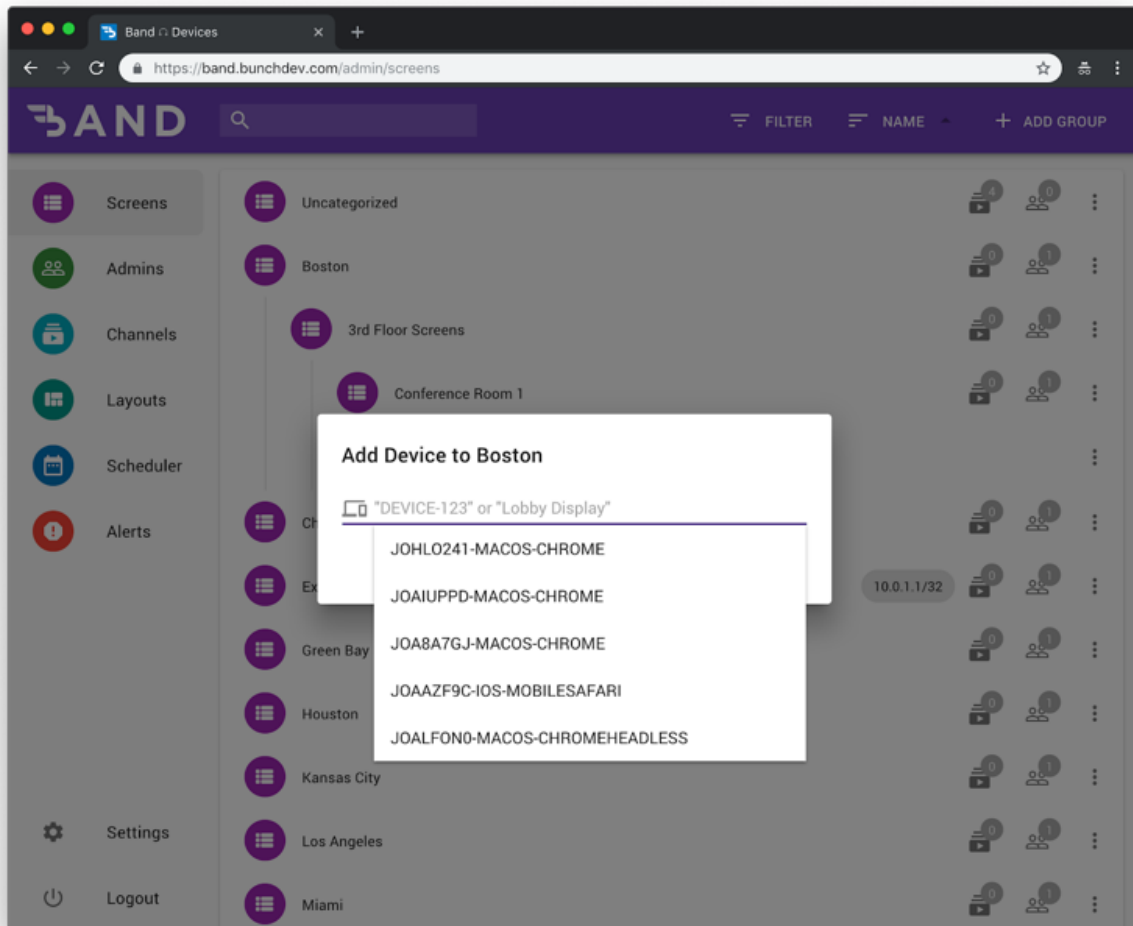 Band ∩ Devices
https://band.bunchdev.com/admin/screens
BAND
FILTER
NAME
ADD GROUP
Screens
Admins
Channels
Layouts
Scheduler
Alerts
Settings
Logout
Uncategorized
4
0
Boston
0
1
3rd Floor Screens
0
1
Conference Room 1
0
1
Add Device to Boston
"DEVICE-123" or "Lobby Display"
JOHLO241-MACOS-CHROME
JOAIUPPD-MACOS-CHROME
JOA8A7GJ-MACOS-CHROME
JOAAZF9C-IOS-MOBILESAFARI
JOALFON0-MACOS-CHROMEHEADLESS
0
1
10.0.1.1/32
0
1
Green Bay
0
1
Houston
0
1
Kansas City
0
1
Los Angeles
0
1
Miami
0
1